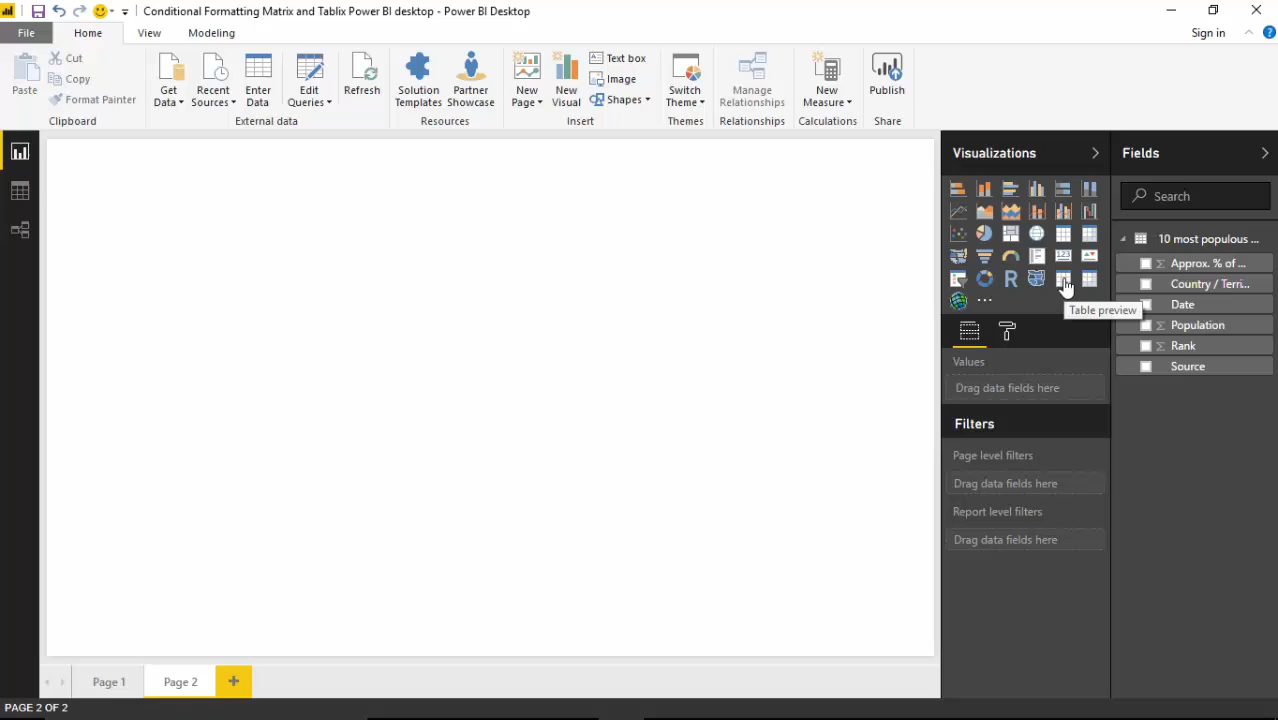 Conditional Formatting Matrix and Tablix Power BI desktop - Power BI Desktop
File Home View Modeling Sign in
Paste
Cut
Copy
Format Painter
Clipboard
Get Data
Recent Sources
Enter Data
Edit Queries
Refresh
External data
Solution Templates
Partner Showcase
Resources
New Page
New Visual
Text box
Image
Shapes
Insert
Switch Theme
Themes
Manage Relationships
Relationships
New Measure
Calculations
Publish
Share
Visualizations
R
123
Table preview
Values
Drag data fields here
Filters
Page level filters
Drag data fields here
Report level filters
Drag data fields here
Fields
Search
10 most populous ...
Σ Approx. % of ...
Country / Terri...
Date
Σ Population
Σ Rank
Source
Page 1 Page 2 +
PAGE 2 OF 2